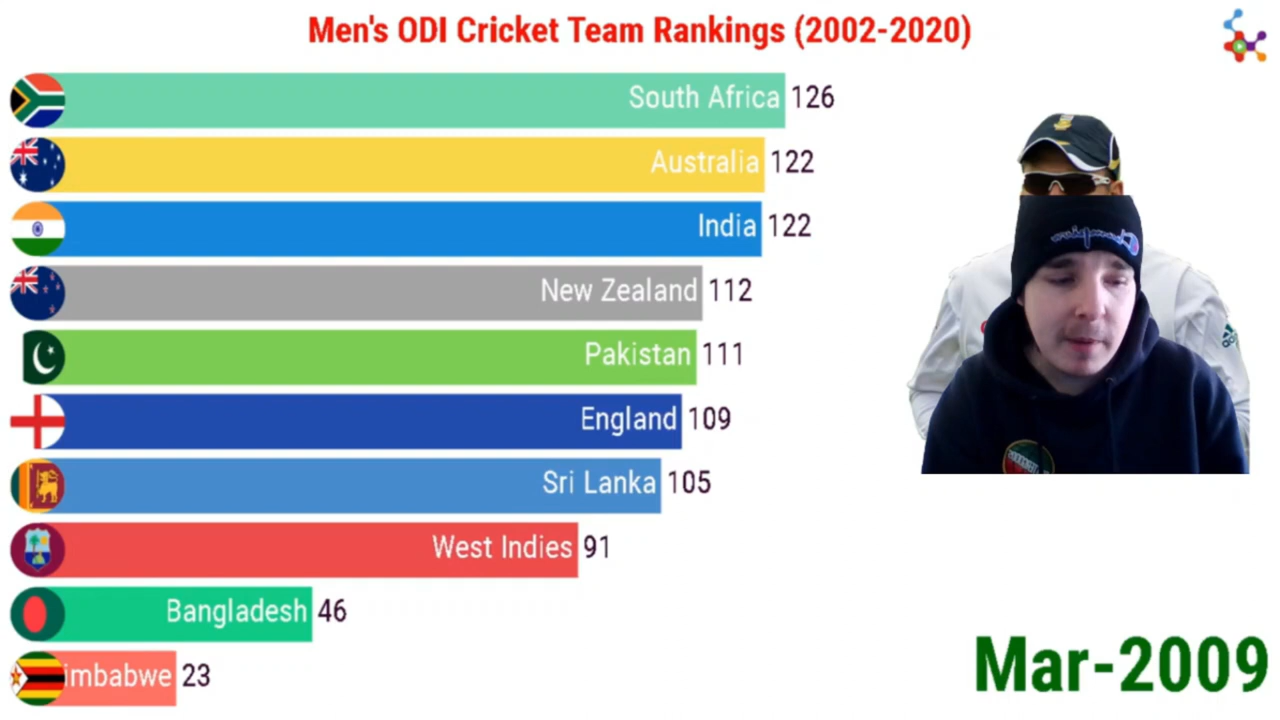 Men's ODI Cricket Team Rankings (2002-2020)
South Africa 126
Australia 122
India 122
New Zealand 112
Pakistan 111
England 109
Sri Lanka 105
West Indies 91
Bangladesh 46
imbabwe 23
Champion
Mar-2009